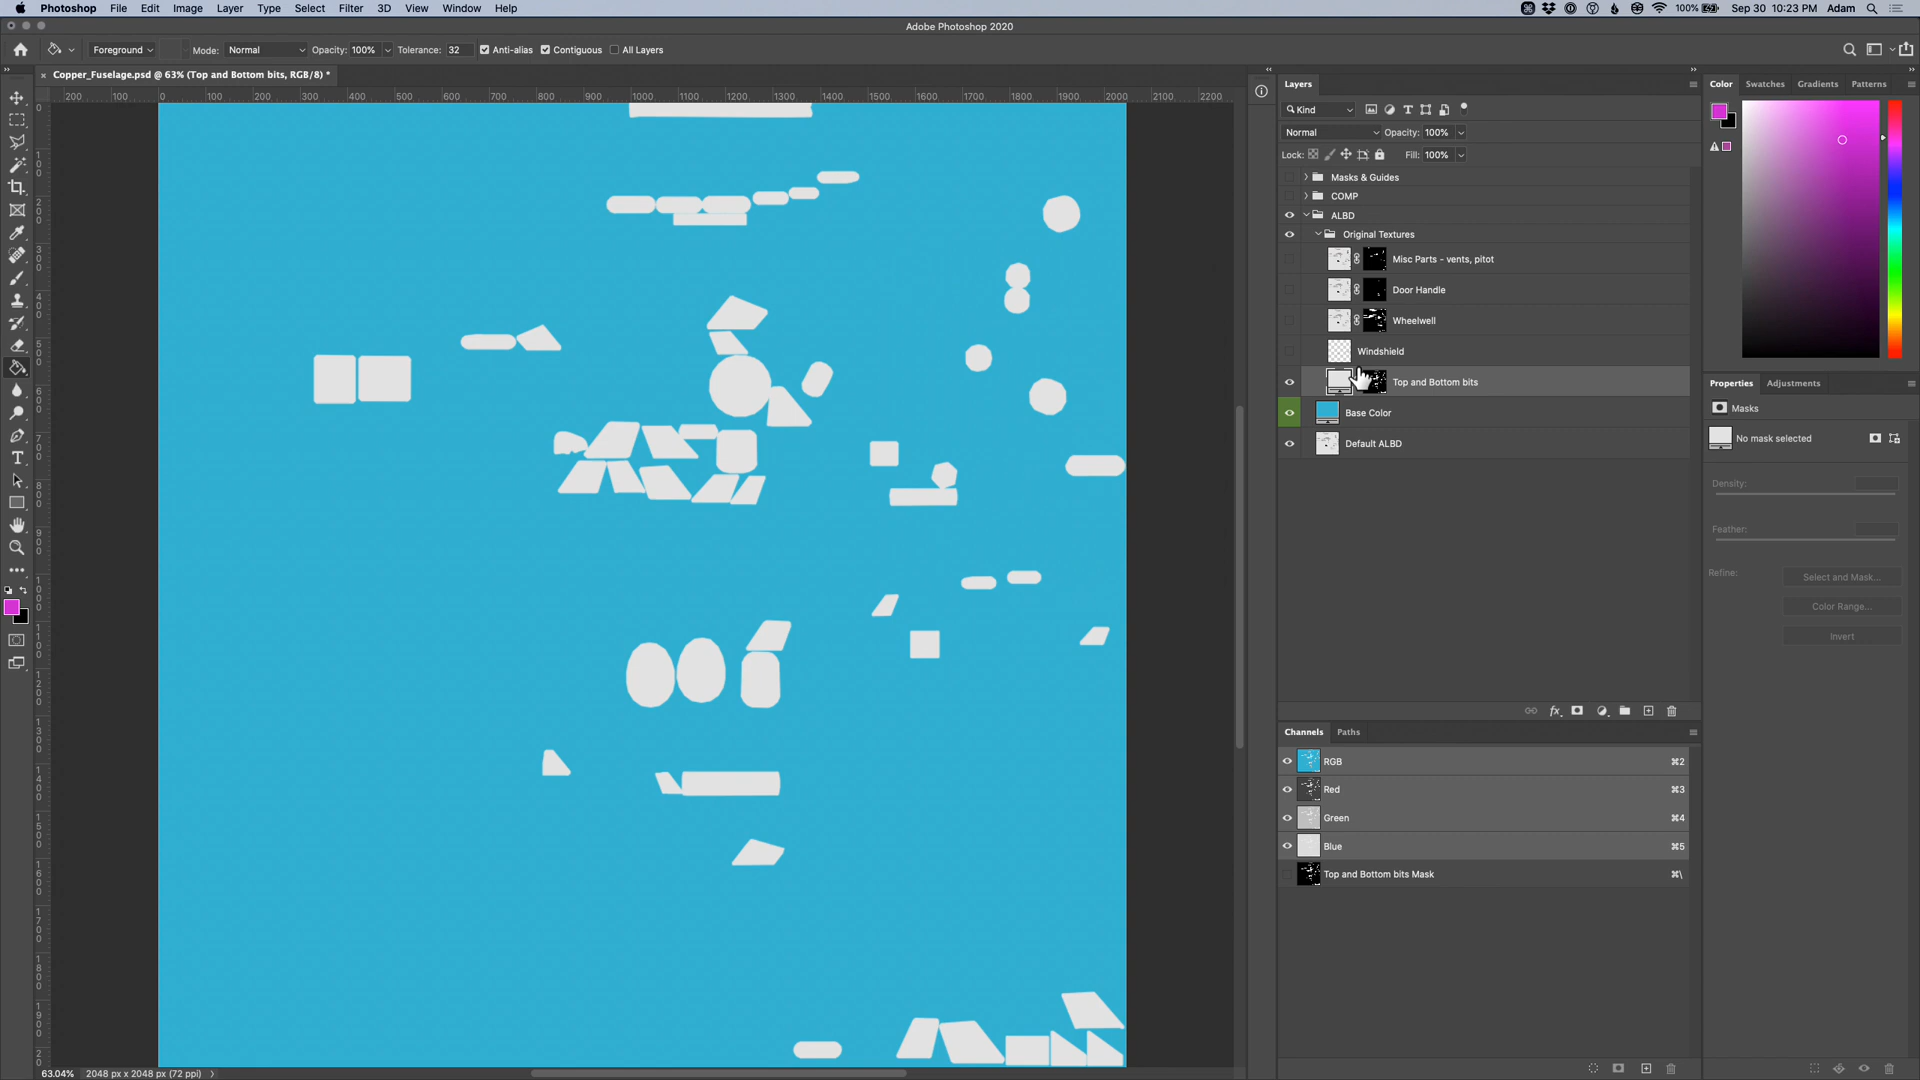 Photoshop File Edit Image Layer Type Select Filter 3D View Window Help 100% Sep 30 10:23 PM Adam
Adobe Photoshop 2020
Foreground Mode: Normal Opacity: 100% Tolerance: 32 Anti-alias Contiguous All Layers
Copper_Fuselage.psd @ 63% (Top and Bottom bits, RGB/8) *
200 100 0 100 200 300 400 500 600 700 800 900 1000 1100 1200 1300 1400 1500 1600 1700 1800 1900 2000 2100 2200
Layers
Kind
Normal Opacity: 100%
Lock: Fill: 100%
Masks & Guides
COMP
ALBD
Original Textures
Misc Parts - vents, pitot
Door Handle
Wheelwell
Windshield
Top and Bottom bits
Base Color
Default ALBD
fx
Channels Paths
RGB ⌘2
Red ⌘3
Green ⌘4
Blue ⌘5
Top and Bottom bits Mask ⌘\
Color Swatches Gradients Patterns
Properties Adjustments
Masks
No mask selected
Density:
Feather:
Refine: Select and Mask...
Color Range...
Invert
63.04% 2048 px x 2048 px (72 ppi)